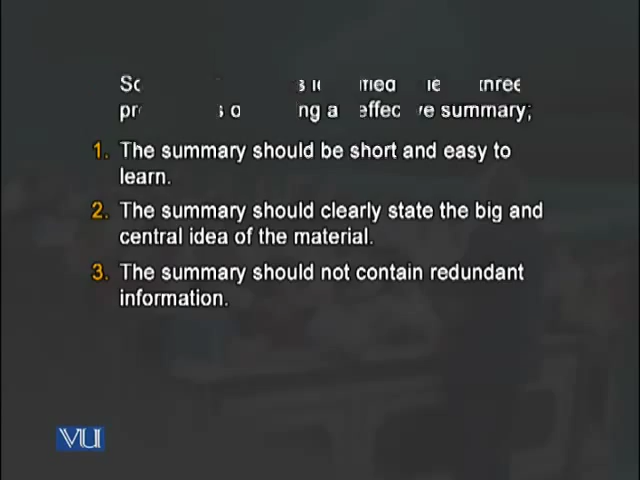 effective summary;
1. The summary should be short and easy to
learn.
2. The summary should clearly state the big and
central idea of the material.
3. The summary should not contain redundant
information.
VU